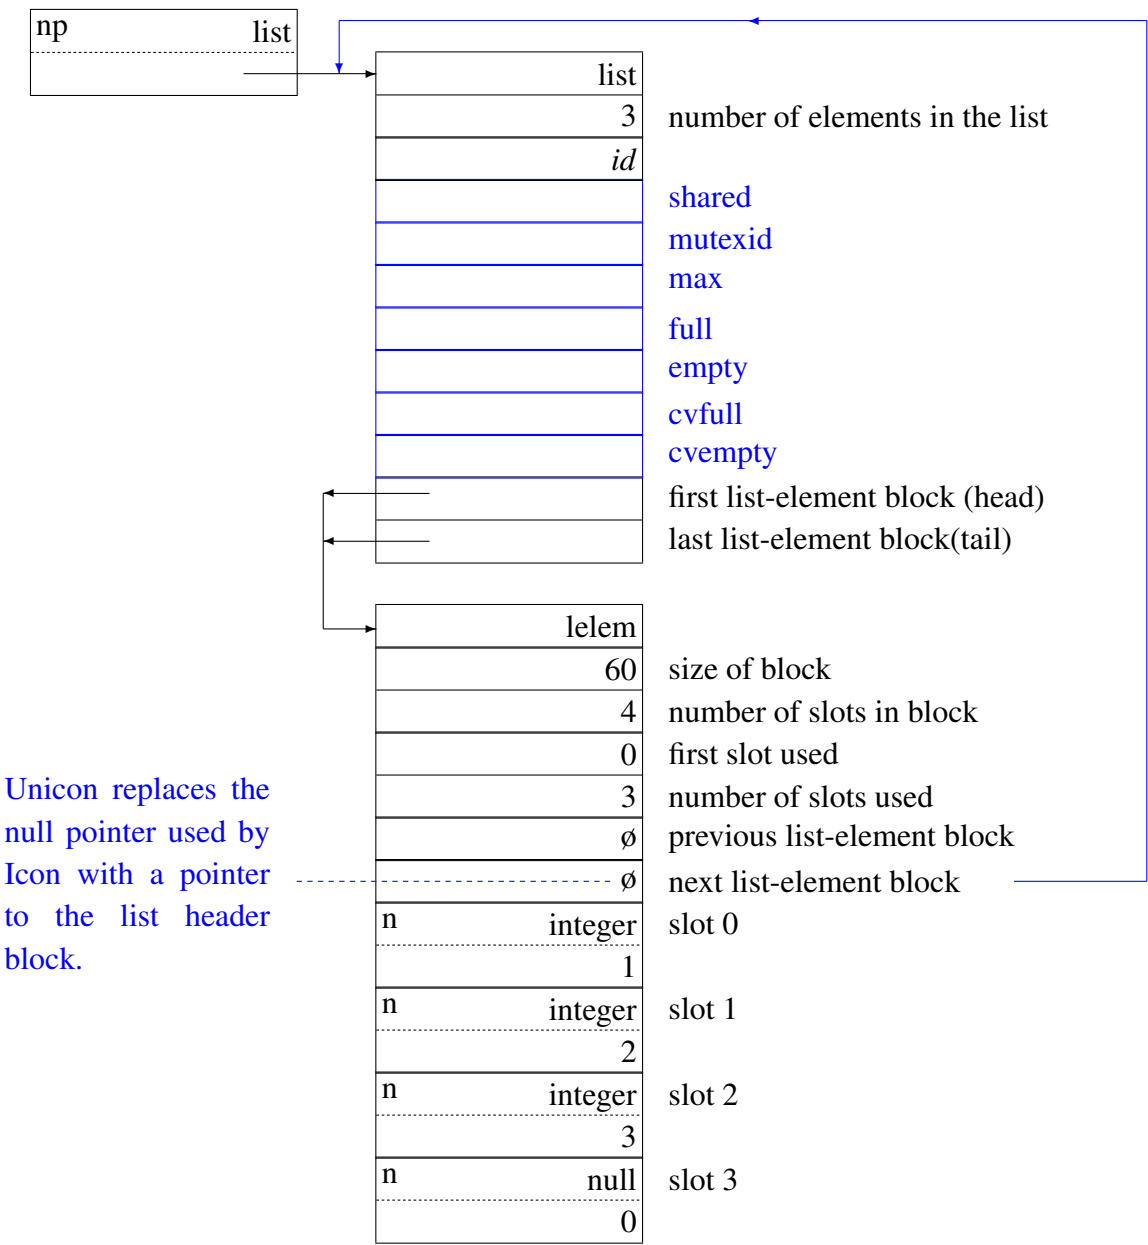 np list
list
3 number of elements in the list
id
shared
mutexid
max
full
empty
cvfull
cvempty
first list-element block (head)
last list-element block(tail)
lelem
60 size of block
4 number of slots in block
0 first slot used
3 number of slots used
ø previous list-element block
ø next list-element block
Unicon replaces the
null pointer used by
Icon with a pointer
to the list header
block.
n integer slot 0
1
n integer slot 1
2
n integer slot 2
3
n null slot 3
0